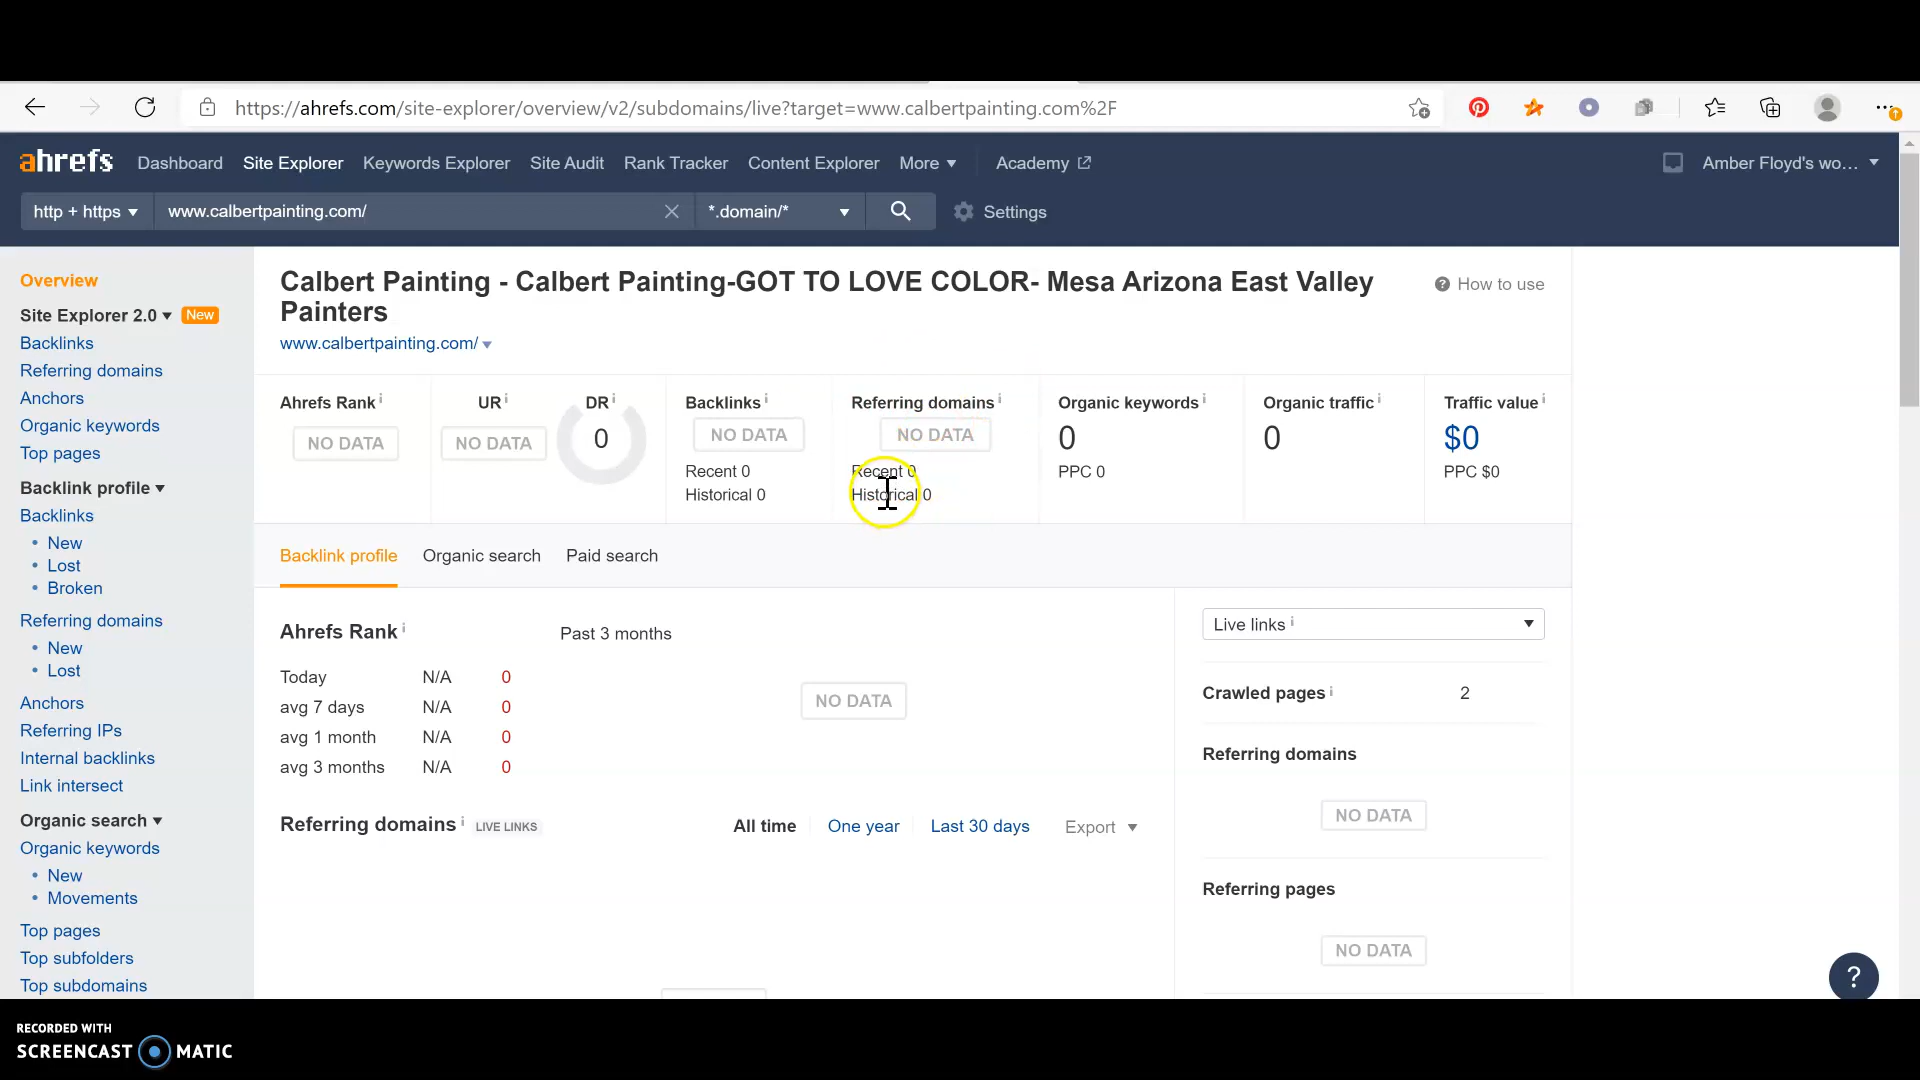 https://ahrefs.com/site-explorer/overview/v2/subdomains/live?target=www.calbertpainting.com%2F
ahrefs Dashboard Site Explorer Keywords Explorer Site Audit Rank Tracker Content Explorer More Academy Amber Floyd's wo...
http + https www.calbertpainting.com/ *.domain/* Settings
Overview
Site Explorer 2.0 New
Backlinks
Referring domains
Anchors
Organic keywords
Top pages
Backlink profile
Backlinks
• New
• Lost
• Broken
Referring domains
• New
• Lost
Anchors
Referring IPs
Internal backlinks
Link intersect
Organic search
Organic keywords
• New
• Movements
Top pages
Top subfolders
Top subdomains
Calbert Painting - Calbert Painting-GOT TO LOVE COLOR- Mesa Arizona East Valley
Painters
How to use
www.calbertpainting.com/
Ahrefs Rank UR DR Backlinks Referring domains Organic keywords Organic traffic Traffic value
NO DATA NO DATA 0 NO DATA NO DATA 0 0 $0
Recent 0 Recent 0 PPC 0 PPC $0
Historical 0 Historical 0
Backlink profile Organic search Paid search
Ahrefs Rank Past 3 months
Today N/A 0
avg 7 days N/A 0
avg 1 month N/A 0
avg 3 months N/A 0
NO DATA
Referring domains LIVE LINKS All time One year Last 30 days Export
Live links
Crawled pages 2
Referring domains
NO DATA
Referring pages
NO DATA
?
RECORDED WITH
SCREENCAST MATIC